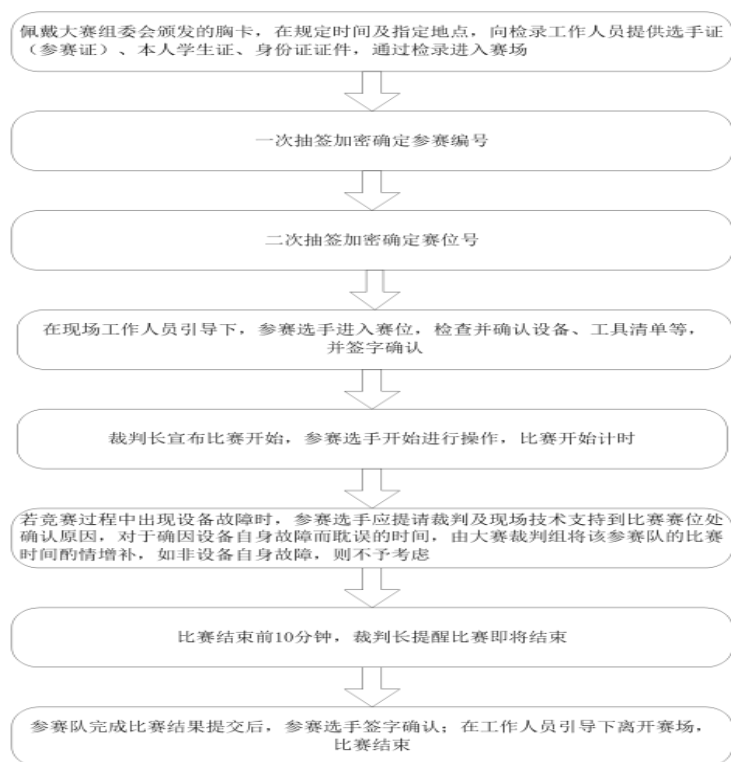 佩戴大赛组委会颁发的胸卡，在规定时间及指定地点，向检录工作人员提供选手证
（参赛证）、本人学生证、身份证证件，通过检录进入赛场
一次抽签加密确定参赛编号
二次抽签加密确定赛位号
在现场工作人员引导下，参赛选手进入赛位，检查并确认设备、工具清单等，
并签字确认
裁判长宣布比赛开始，参赛选手开始进行操作，比赛开始计时
若竞赛过程中出现设备故障时，参赛选手应提请裁判及现场技术支持到比赛赛位处
确认原因，对于确因设备自身故障而耽误的时间，由大赛裁判组将该参赛队的比赛
时间酌情增补，如非设备自身故障，则不予考虑
比赛结束前10分钟，裁判长提醒比赛即将结束
参赛队完成比赛结果提交后，参赛选手签字确认；在工作人员引导下离开赛场，
比赛结束